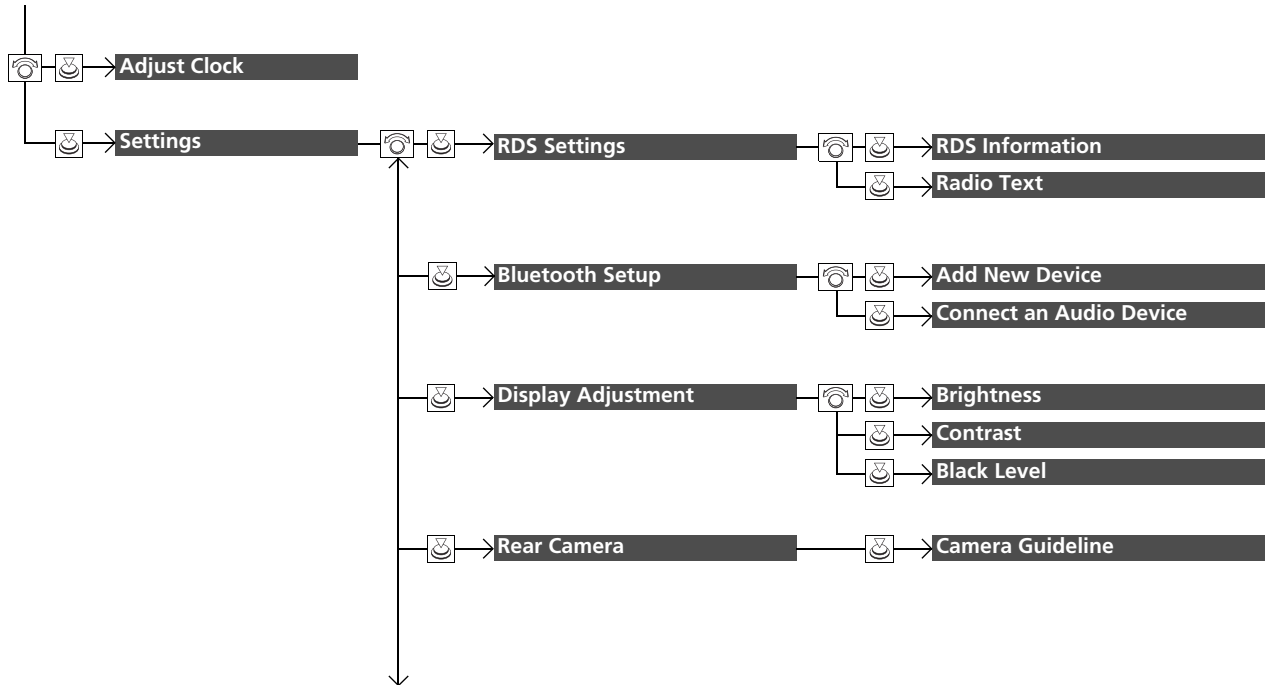 Adjust Clock
Settings
RDS Settings
RDS Information
Radio Text
Bluetooth Setup
Add New Device
Connect an Audio Device
Display Adjustment
Brightness
Contrast
Black Level
Rear Camera
Camera Guideline